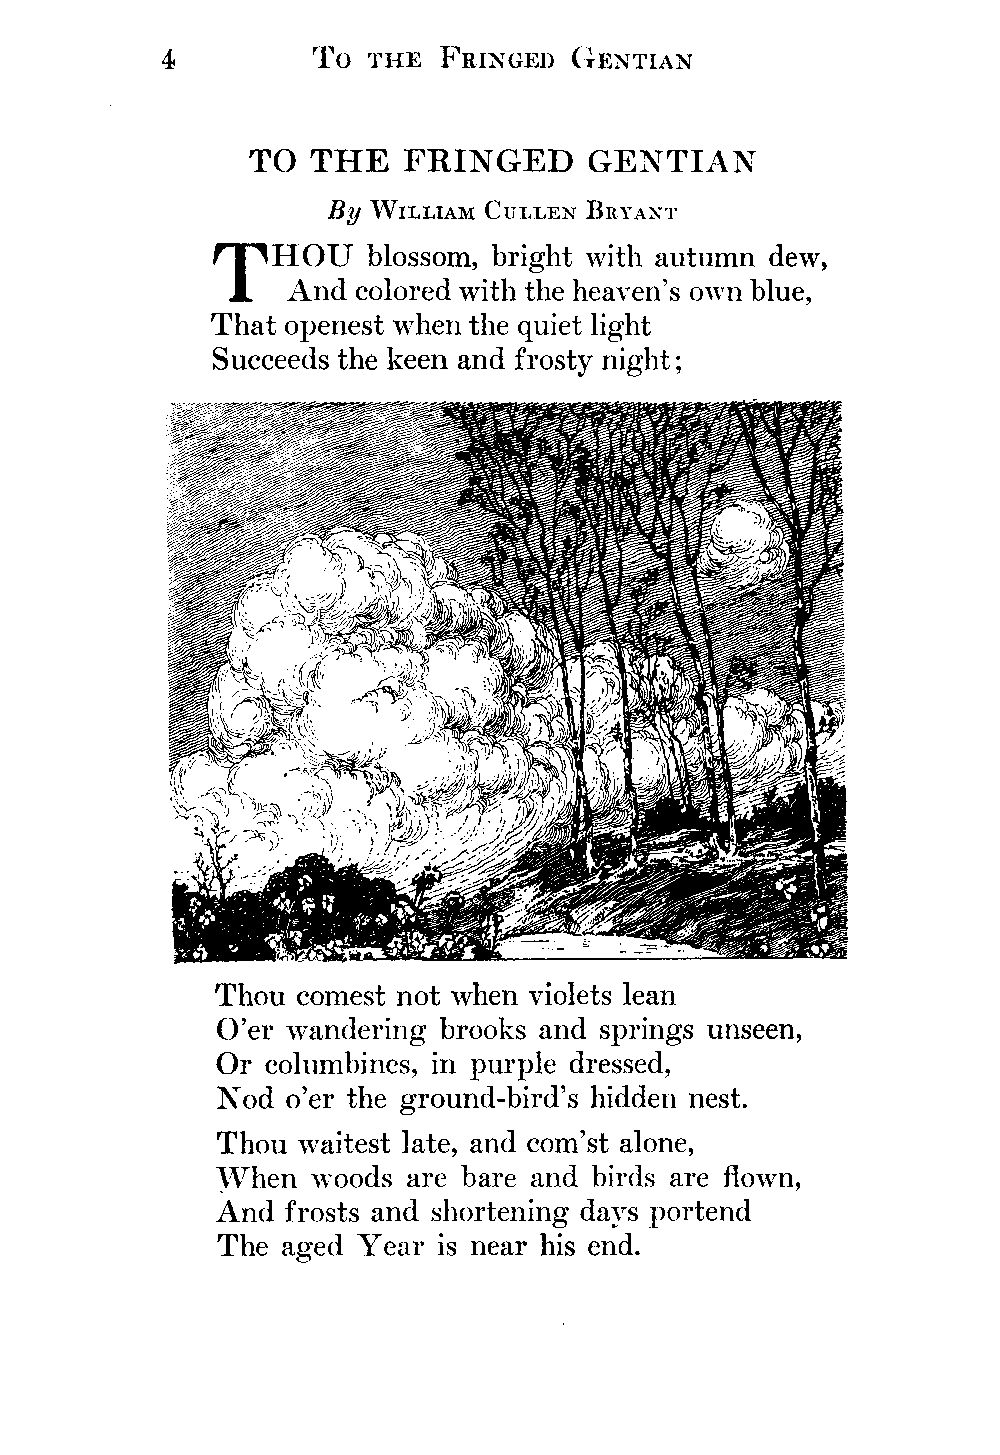 4 To the Fringed Gentian
TO THE FRINGED GENTIAN
By William Cullen Bryant
THOU blossom, bright with autumn dew,
And colored with the heaven's own blue,
That openest when the quiet light
Succeeds the keen and frosty night;
Thou comest not when violets lean
O'er wandering brooks and springs unseen,
Or columbines, in purple dressed,
Nod o'er the ground-bird's hidden nest.
Thou waitest late, and com'st alone,
When woods are bare and birds are flown,
And frosts and shortening days portend
The aged Year is near his end.